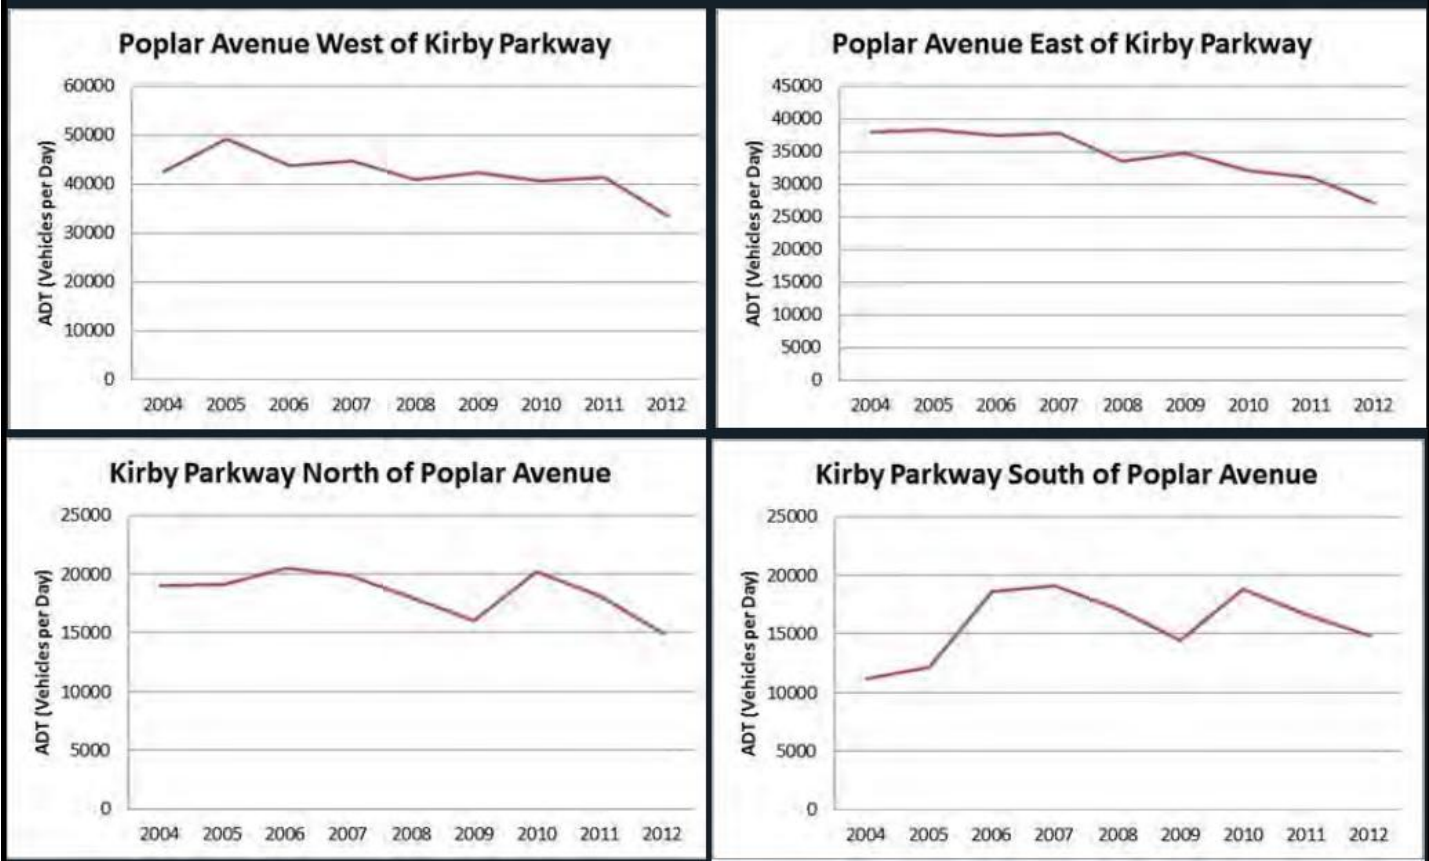 Poplar Avenue West of Kirby Parkway
ADT (Vehicles per Day)
60000
50000
40000
30000
20000
10000
0
2004 2005 2006 2007 2008 2009 2010 2011 2012
Poplar Avenue East of Kirby Parkway
ADT (Vehicles per Day)
45000
40000
35000
30000
25000
20000
15000
10000
5000
0
2004 2005 2006 2007 2008 2009 2010 2011 2012
Kirby Parkway North of Poplar Avenue
ADT (Vehicles per Day)
25000
20000
15000
10000
5000
0
2004 2005 2006 2007 2008 2009 2010 2011 2012
Kirby Parkway South of Poplar Avenue
ADT (Vehicles per Day)
25000
20000
15000
10000
5000
0
2004 2005 2006 2007 2008 2009 2010 2011 2012